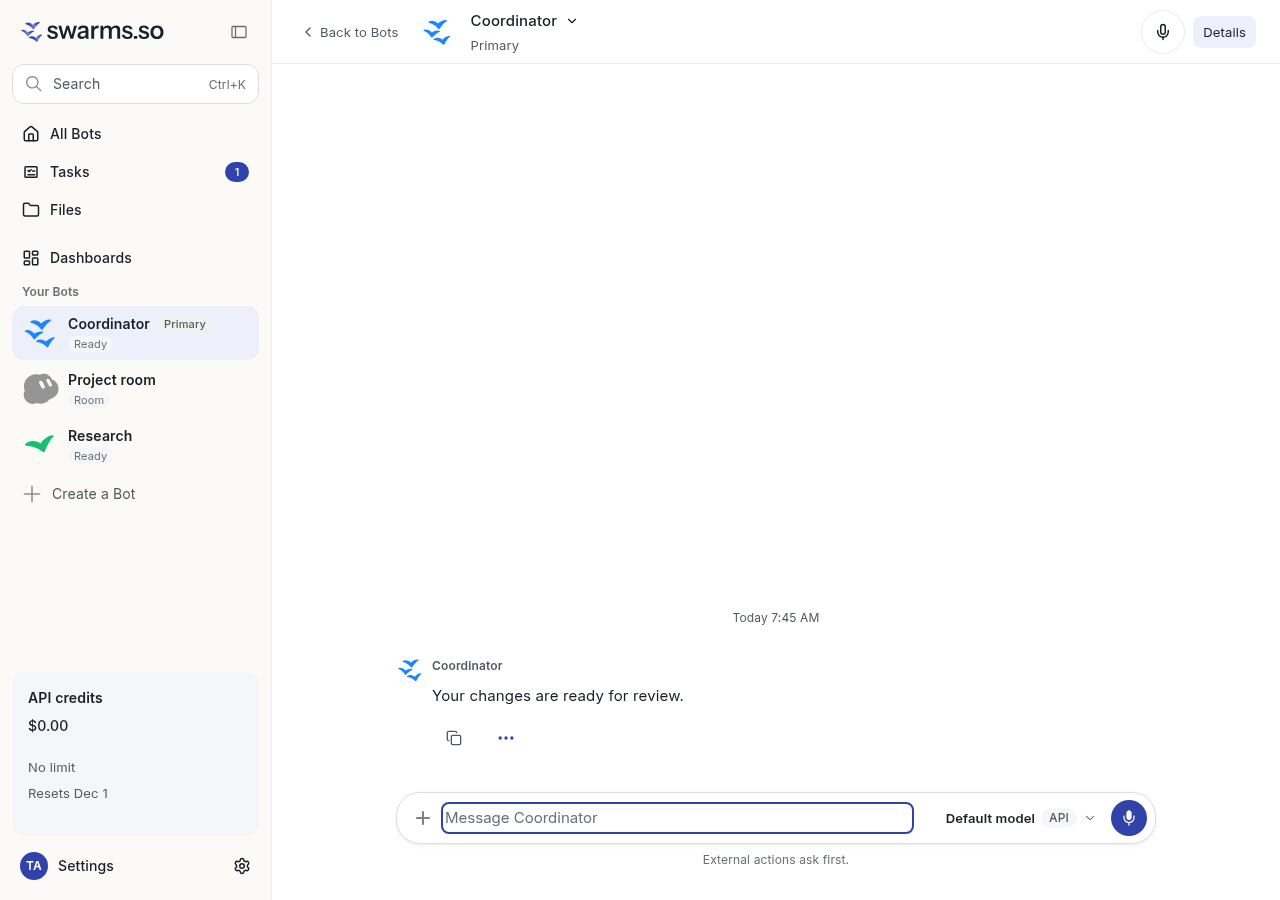 swarms.so
Search Ctrl+K
All Bots
Tasks 1
Files
Dashboards
Your Bots
Coordinator Primary
Ready
Project room
Room
Research
Ready
Create a Bot
API credits
$0.00
No limit
Resets Dec 1
TA Settings
Back to Bots
Coordinator
Primary
Details
Today 7:45 AM
Coordinator
Your changes are ready for review.
Message Coordinator
Default model API
External actions ask first.